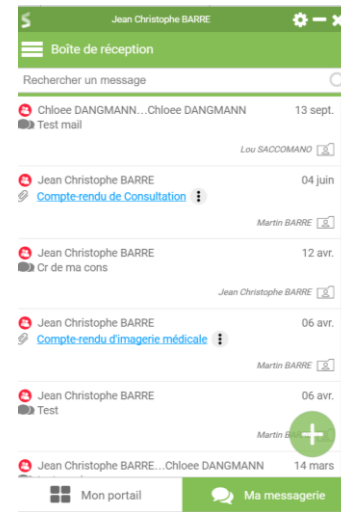 Jean Christophe BARRE
Boîte de réception
Rechercher un message
Chloee DANGMANN...Chloee DANGMANN 13 sept.
Test mail
Lou SACCOMANO
Jean Christophe BARRE 04 juin
Compte-rendu de Consultation
Martin BARRE
Jean Christophe BARRE 12 avr.
Cr de ma cons
Jean Christophe BARRE
Jean Christophe BARRE 06 avr.
Compte-rendu d'imagerie médicale
Martin BARRE
Jean Christophe BARRE 06 avr.
Test
Martin
Jean Christophe BARRE...Chloee DANGMANN 14 mars
Mon portail
Ma messagerie